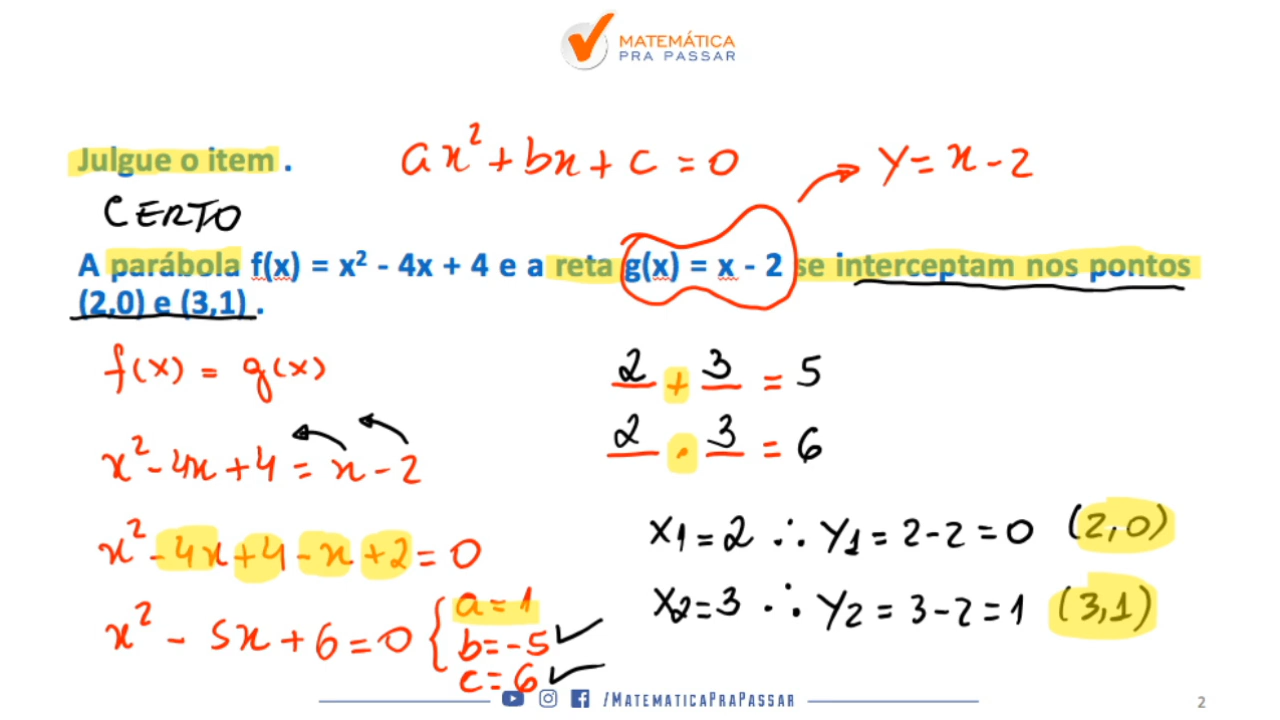 MATEMÁTICA
PRA PASSAR
Julgue o item .
ax² + bx + c = 0
y = x - 2
CERTO
A parábola f(x) = x² - 4x + 4 e a reta g(x) = x - 2 se interceptam nos pontos
(2,0) e (3,1) .
f(x) = g(x)
x² - 4x + 4 = x - 2
x² - 4x + 4 - x + 2 = 0
x² - 5x + 6 = 0 { a = 1
b = -5
c = 6
2 + 3 = 5
2 · 3 = 6
x1 = 2 ∴ y1 = 2 - 2 = 0 (2,0)
x2 = 3 ∴ y2 = 3 - 2 = 1 (3,1)
/MATEMATICAPRAPASSAR
2